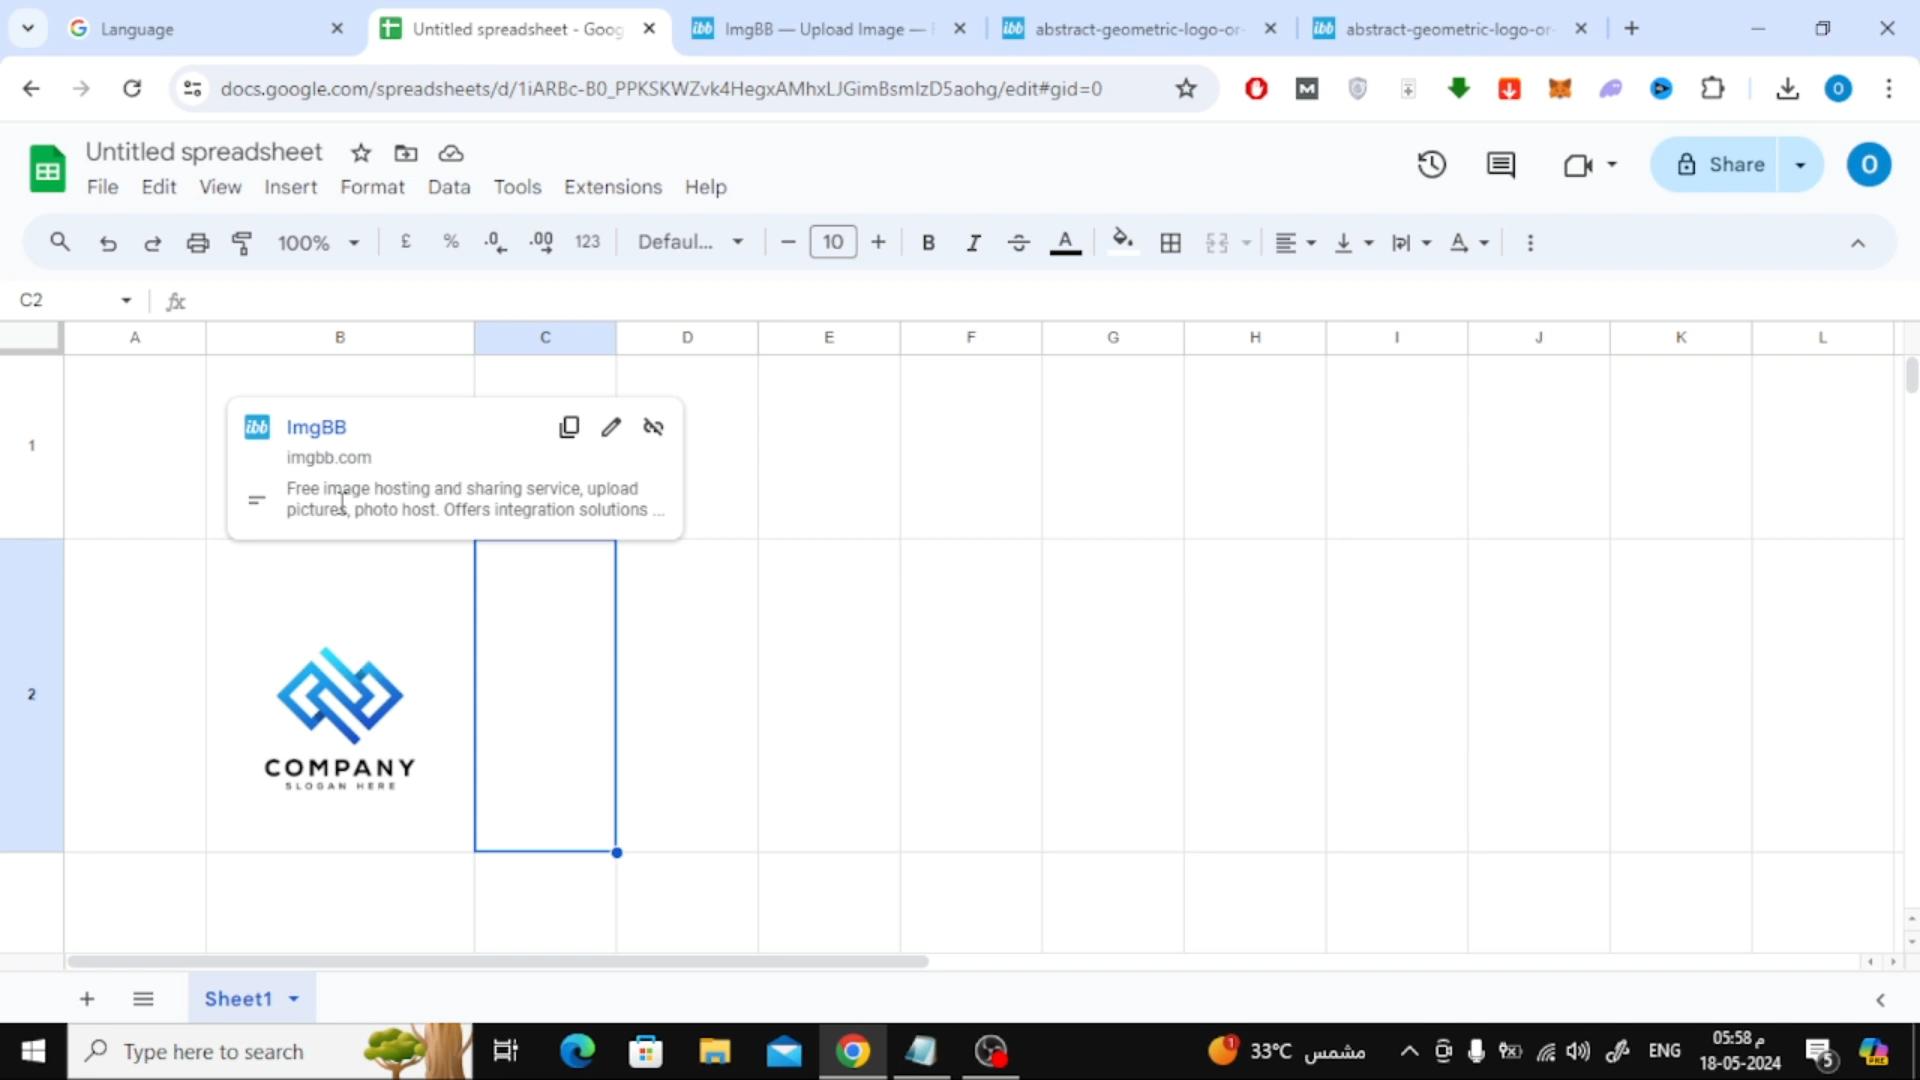 Language
Untitled spreadsheet - Goog
ImgBB — Upload Image —
abstract-geometric-logo-or-
abstract-geometric-logo-or-
docs.google.com/spreadsheets/d/1iARBc-B0_PPKSKWZvk4HegxAMhxLJGimBsmIzD5aohg/edit#gid=0
Untitled spreadsheet
File Edit View Insert Format Data Tools Extensions Help
Share
O
100% £ % .0 .00 123 Defaul... 10 B I A
C2 fx
A B C D E F G H I J K L
1
ibb ImgBB
imgbb.com
Free image hosting and sharing service, upload
pictures, photo host. Offers integration solutions ...
2
COMPANY
SLOGAN HERE
Sheet1
Type here to search
33°C مشمس
ENG
05:58 م
18-05-2024
5